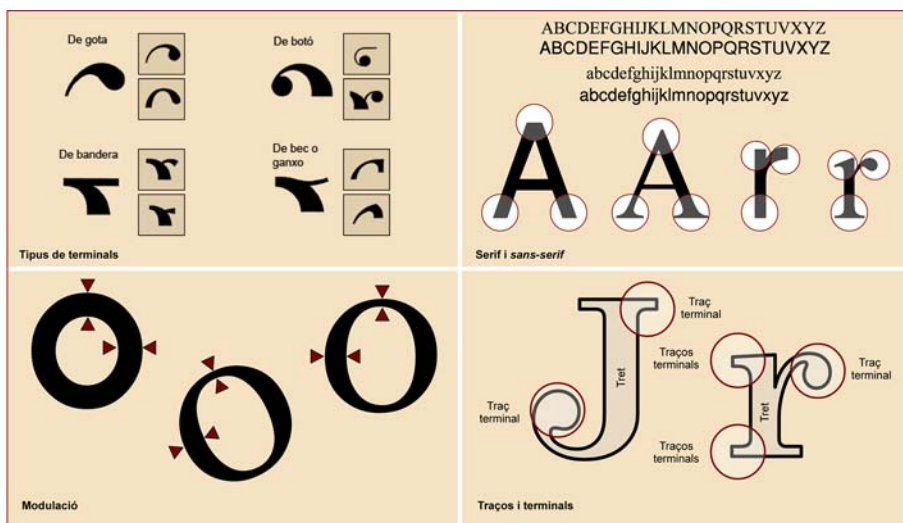 De gota
De botó
De bandera
De bec o
ganxo
Tipus de terminals
ABCDEFGHIJKLMNOPQRSTUVXYZ
ABCDEFGHIJKLMNOPQRSTUVXYZ
abcdefghijklmnopqrstuvxyz
abcdefghijklmnopqrstuvxyz
A A r r
Serif i sans-serif
O O O
Modulació
J r
Traç
terminal
Traços
terminals
Traç
terminal
Traç
terminal
Tret
Tret
Traços
terminals
Traços i terminals